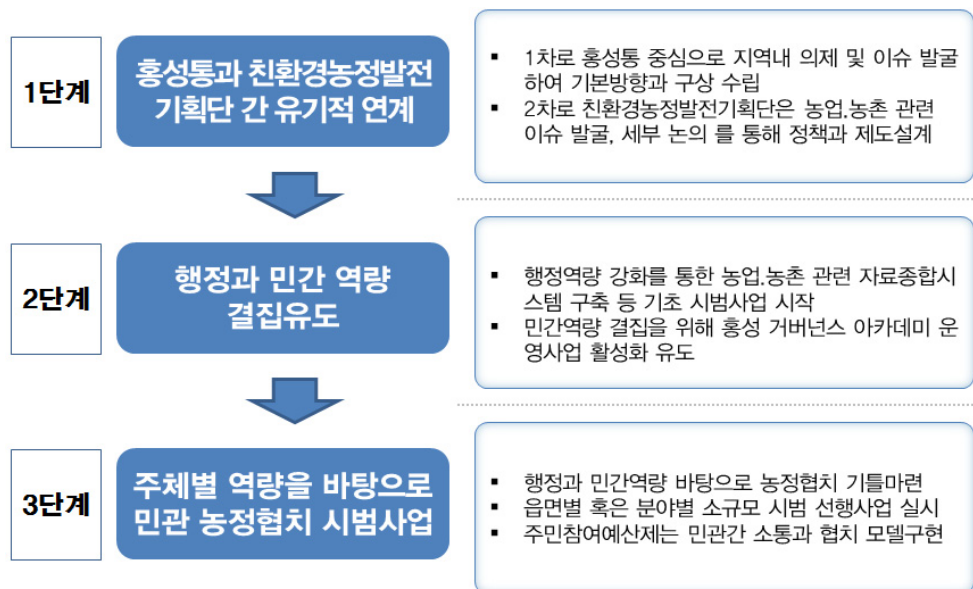 1단계
홍성통과 친환경농정발전
기획단 간 유기적 연계
▪ 1차로 홍성통 중심으로 지역내 의제 및 이슈 발굴
하여 기본방향과 구상 수립
▪ 2차로 친환경농정발전기획단은 농업.농촌 관련
이슈 발굴, 세부 논의 를 통해 정책과 제도설계
2단계
행정과 민간 역량
결집유도
▪ 행정역량 강화를 통한 농업.농촌 관련 자료종합시
스템 구축 등 기초 시범사업 시작
▪ 민간역량 결집을 위해 홍성 거버넌스 아카데미 운
영사업 활성화 유도
3단계
주체별 역량을 바탕으로
민관 농정협치 시범사업
▪ 행정과 민간역량 바탕으로 농정협치 기틀마련
▪ 읍면별 혹은 분야별 소규모 시범 선행사업 실시
▪ 주민참여예산제는 민관간 소통과 협치 모델구현